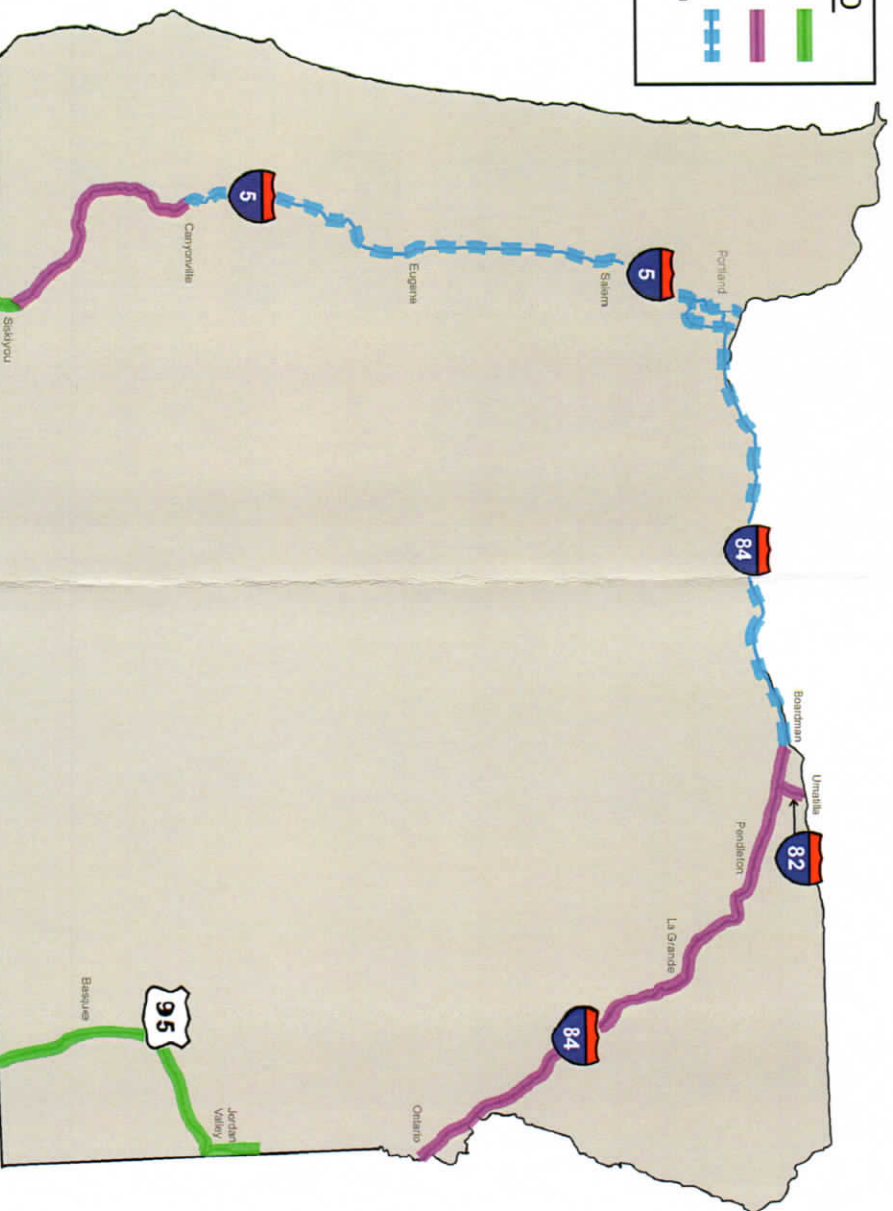 Portland
Salem
Eugene
Canyonville
Siskiyou
5
5
84
Boardman
Umatilla
82
Pendleton
La Grande
84
Ontario
Jordan
Valley
95